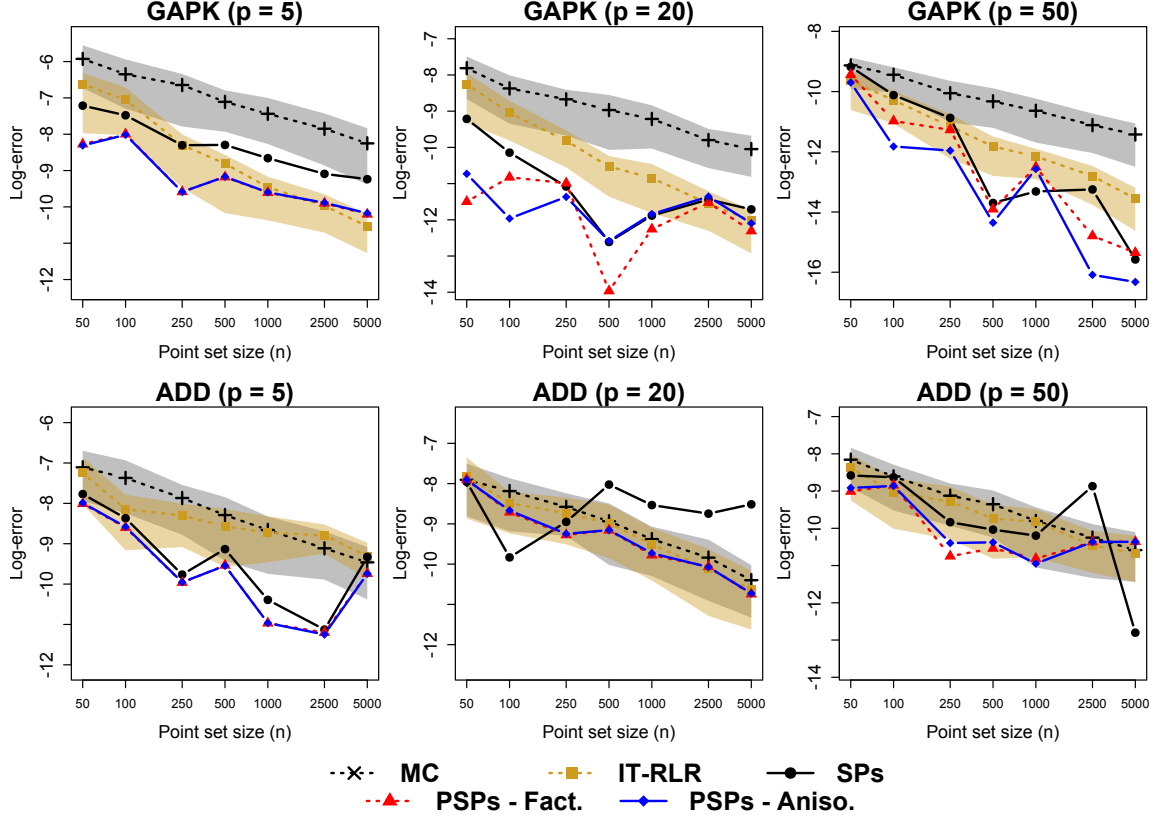 GAPK (p = 5)
GAPK (p = 20)
GAPK (p = 50)
Log-error
-6
-7
-8
-9
-10
-12
50 100 250 500 1000 2500 5000
Point set size (n)
Log-error
-7
-8
-9
-10
-11
-12
-14
50 100 250 500 1000 2500 5000
Point set size (n)
Log-error
-8
-10
-12
-14
-16
50 100 250 500 1000 2500 5000
Point set size (n)
ADD (p = 5)
ADD (p = 20)
ADD (p = 50)
Log-error
-6
-7
-8
-9
-10
-12
50 100 250 500 1000 2500 5000
Point set size (n)
Log-error
-7
-8
-9
-10
-12
50 100 250 500 1000 2500 5000
Point set size (n)
Log-error
-7
-8
-9
-10
-11
-12
-14
50 100 250 500 1000 2500 5000
Point set size (n)
MC IT-RLR SPs
PSPs - Fact. PSPs - Aniso.